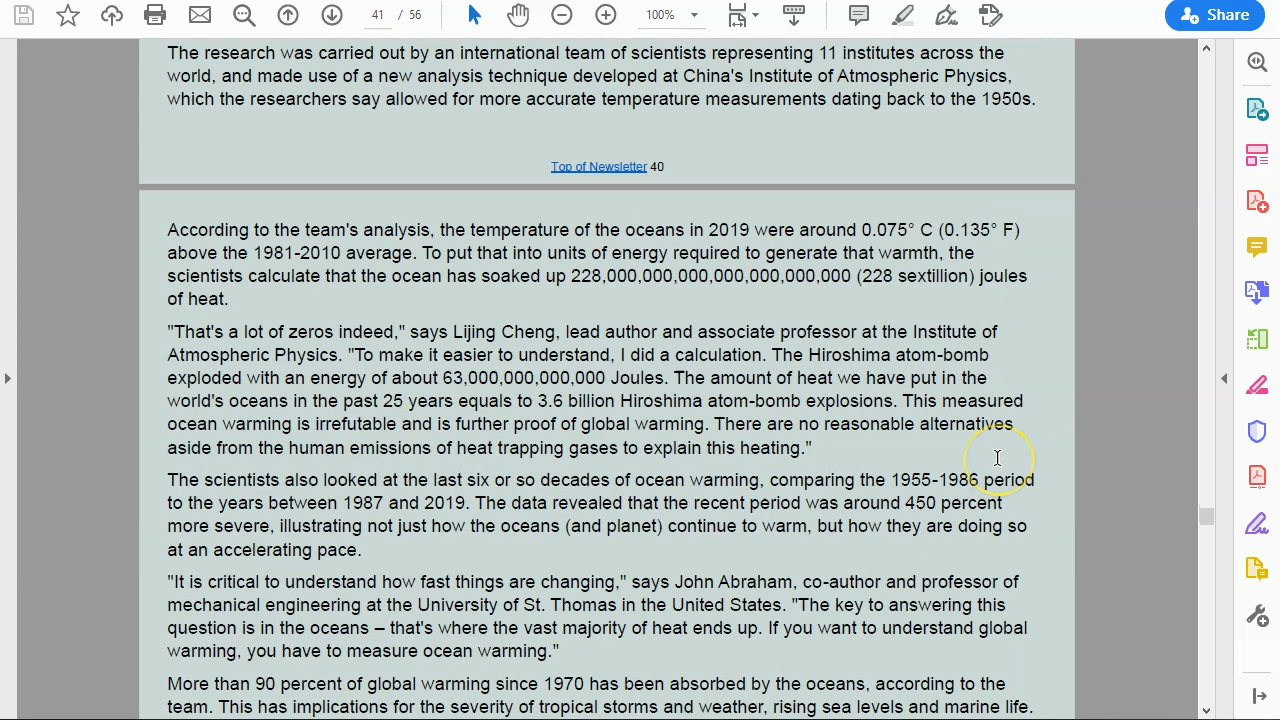 41 / 56
100%
Share
The research was carried out by an international team of scientists representing 11 institutes across the
world, and made use of a new analysis technique developed at China's Institute of Atmospheric Physics,
which the researchers say allowed for more accurate temperature measurements dating back to the 1950s.
Top of Newsletter 40
According to the team's analysis, the temperature of the oceans in 2019 were around 0.075° C (0.135° F)
above the 1981-2010 average. To put that into units of energy required to generate that warmth, the
scientists calculate that the ocean has soaked up 228,000,000,000,000,000,000,000 (228 sextillion) joules
of heat.
"That's a lot of zeros indeed," says Lijing Cheng, lead author and associate professor at the Institute of
Atmospheric Physics. "To make it easier to understand, I did a calculation. The Hiroshima atom-bomb
exploded with an energy of about 63,000,000,000,000 Joules. The amount of heat we have put in the
world's oceans in the past 25 years equals to 3.6 billion Hiroshima atom-bomb explosions. This measured
ocean warming is irrefutable and is further proof of global warming. There are no reasonable alternatives
aside from the human emissions of heat trapping gases to explain this heating."
The scientists also looked at the last six or so decades of ocean warming, comparing the 1955-1986 period
to the years between 1987 and 2019. The data revealed that the recent period was around 450 percent
more severe, illustrating not just how the oceans (and planet) continue to warm, but how they are doing so
at an accelerating pace.
"It is critical to understand how fast things are changing," says John Abraham, co-author and professor of
mechanical engineering at the University of St. Thomas in the United States. "The key to answering this
question is in the oceans – that's where the vast majority of heat ends up. If you want to understand global
warming, you have to measure ocean warming."
More than 90 percent of global warming since 1970 has been absorbed by the oceans, according to the
team. This has implications for the severity of tropical storms and weather, rising sea levels and marine life.